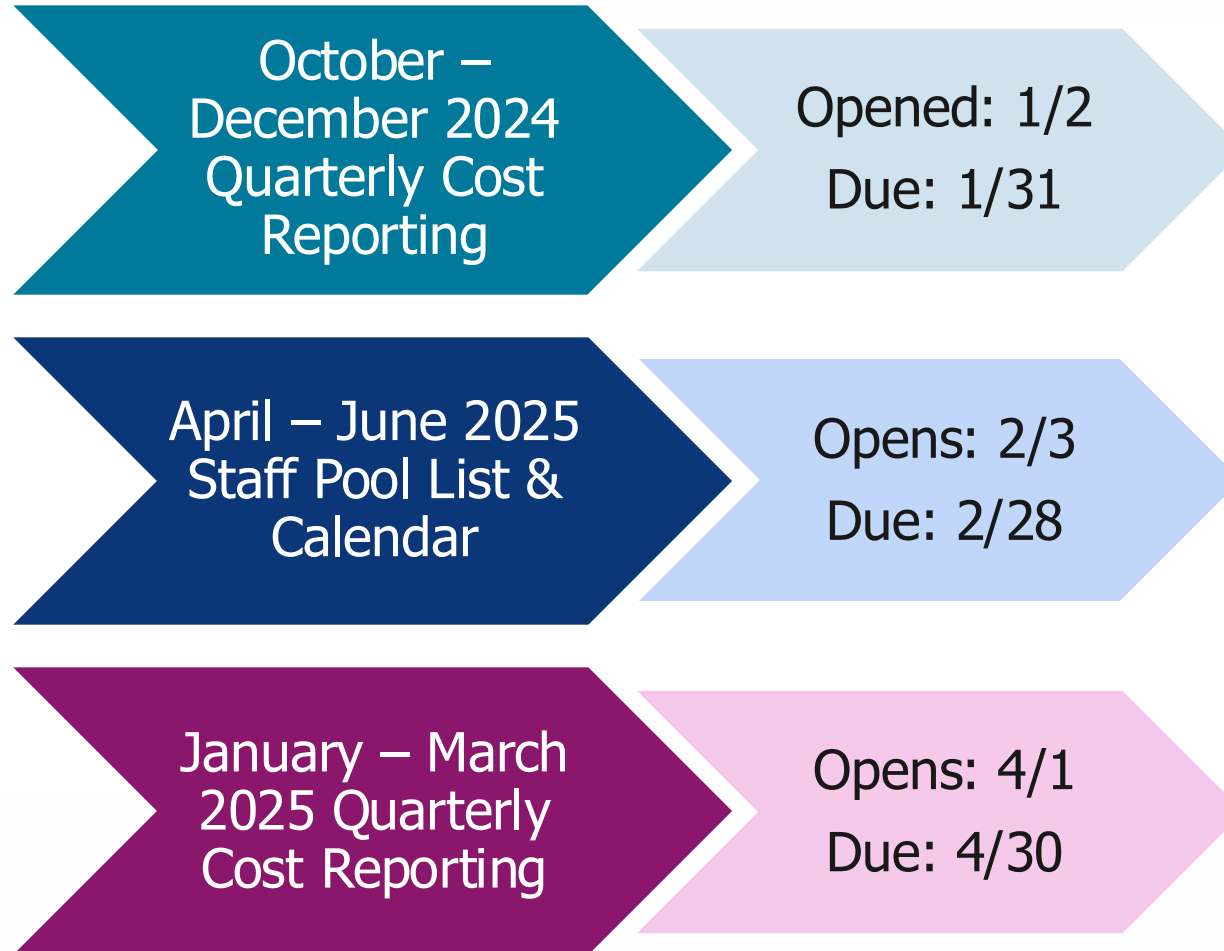 October –
December 2024
Quarterly Cost
Reporting
Opened: 1/2
Due: 1/31
April – June 2025
Staff Pool List &
Calendar
Opens: 2/3
Due: 2/28
January – March
2025 Quarterly
Cost Reporting
Opens: 4/1
Due: 4/30